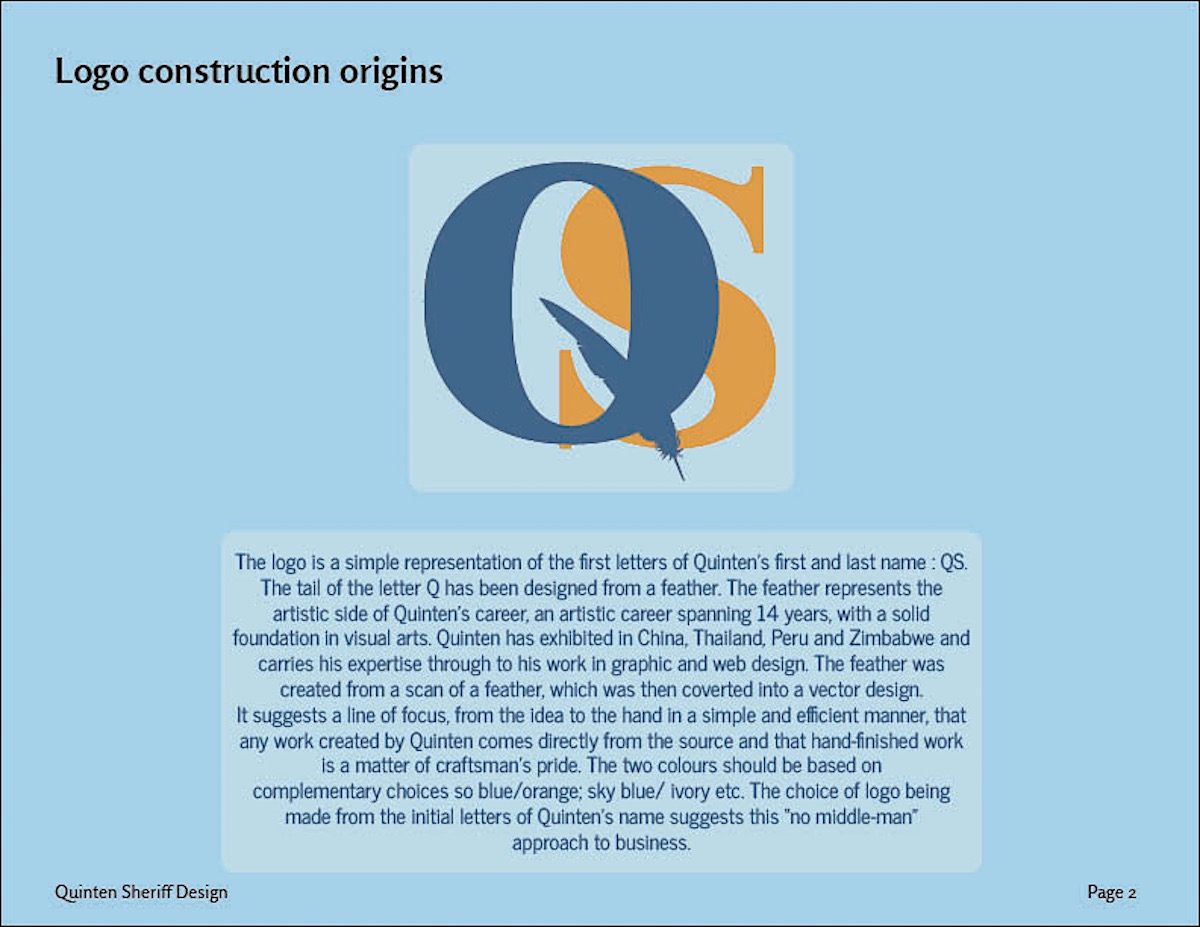 Logo construction origins
QS
The logo is a simple representation of the first letters of Quinten's first and last name : QS.
The tail of the letter Q has been designed from a feather. The feather represents the
artistic side of Quinten's career, an artistic career spanning 14 years, with a solid
foundation in visual arts. Quinten has exhibited in China, Thailand, Peru and Zimbabwe and
carries his expertise through to his work in graphic and web design. The feather was
created from a scan of a feather, which was then coverted into a vector design.
It suggests a line of focus, from the idea to the hand in a simple and efficient manner, that
any work created by Quinten comes directly from the source and that hand-finished work
is a matter of craftsman's pride. The two colours should be based on
complementary choices so blue/orange; sky blue/ ivory etc. The choice of logo being
made from the initial letters of Quinten's name suggests this "no middle-man"
approach to business.
Quinten Sheriff Design
Page 2